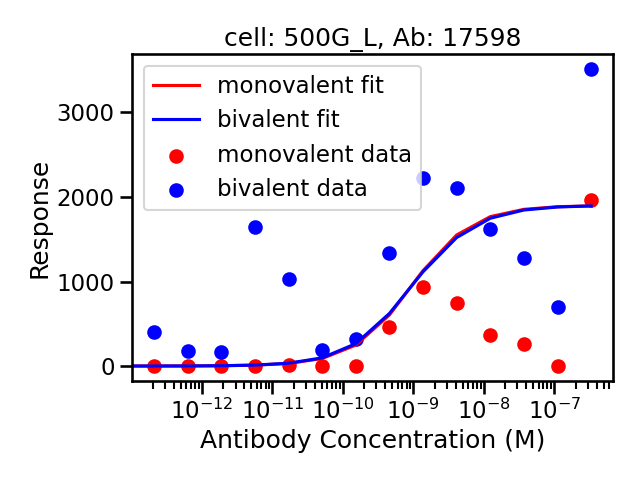 cell: 500G_L, Ab: 17598
monovalent fit
bivalent fit
monovalent data
bivalent data
Response
3000
2000
1000
0
10⁻¹² 10⁻¹¹ 10⁻¹⁰ 10⁻⁹ 10⁻⁸ 10⁻⁷
Antibody Concentration (M)